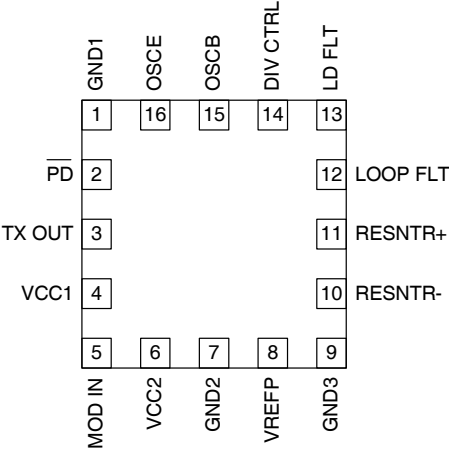 GND1
OSCE
OSCB
DIV CTRL
LD FLT
1
16
15
14
13
PD
2
12
LOOP FLT
TX OUT
3
11
RESNTR+
VCC1
4
10
RESNTR-
5
6
7
8
9
MOD IN
VCC2
GND2
VREFP
GND3